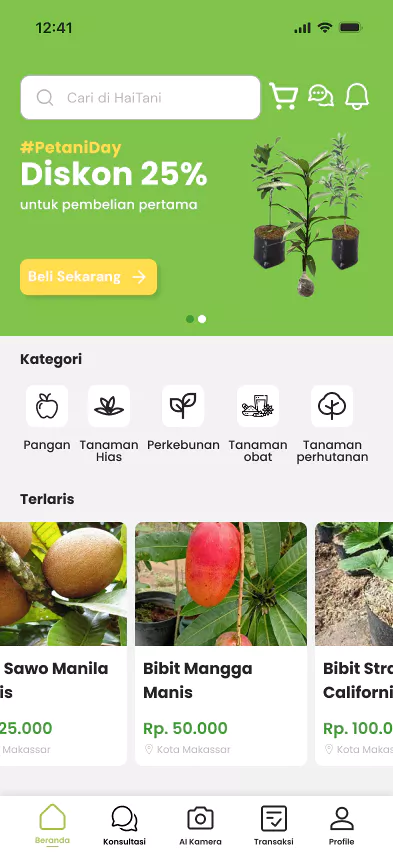 12:41
Cari di HaiTani
#PetaniDay
Diskon 25%
untuk pembelian pertama
Beli Sekarang
Kategori
Pangan
Tanaman
Hias
Perkebunan
Tanaman
obat
Tanaman
perhutanan
Terlaris
Sawo Manila
is
25.000
Makassar
Bibit Mangga
Manis
Rp. 50.000
Kota Makassar
Bibit Stra
Californi
Rp. 100.0
Kota Makas
Beranda
Konsultasi
AI Kamera
Transaksi
Profile